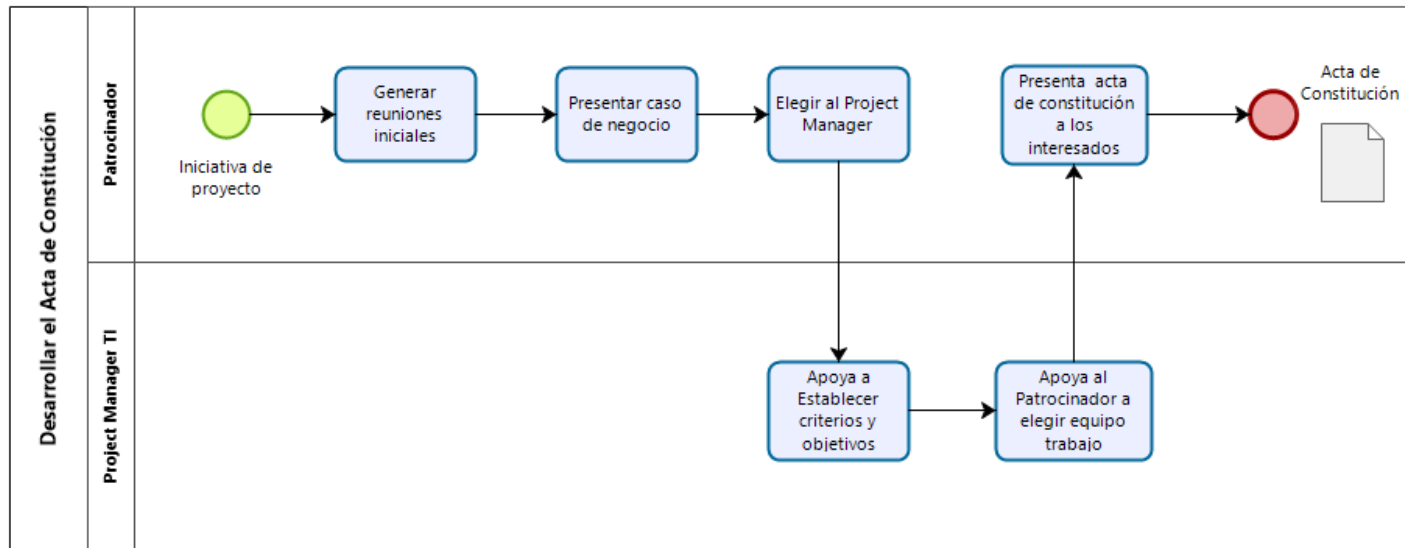 Desarrollar el Acta de Constitución
Patrocinador
Iniciativa de
proyecto
Generar
reuniones
iniciales
Presentar caso
de negocio
Elegir al Project
Manager
Presenta acta
de constitución
a los
interesados
Acta de
Constitución
Project Manager TI
Apoya a
Establecer
criterios y
objetivos
Apoya al
Patrocinador a
elegir equipo
trabajo